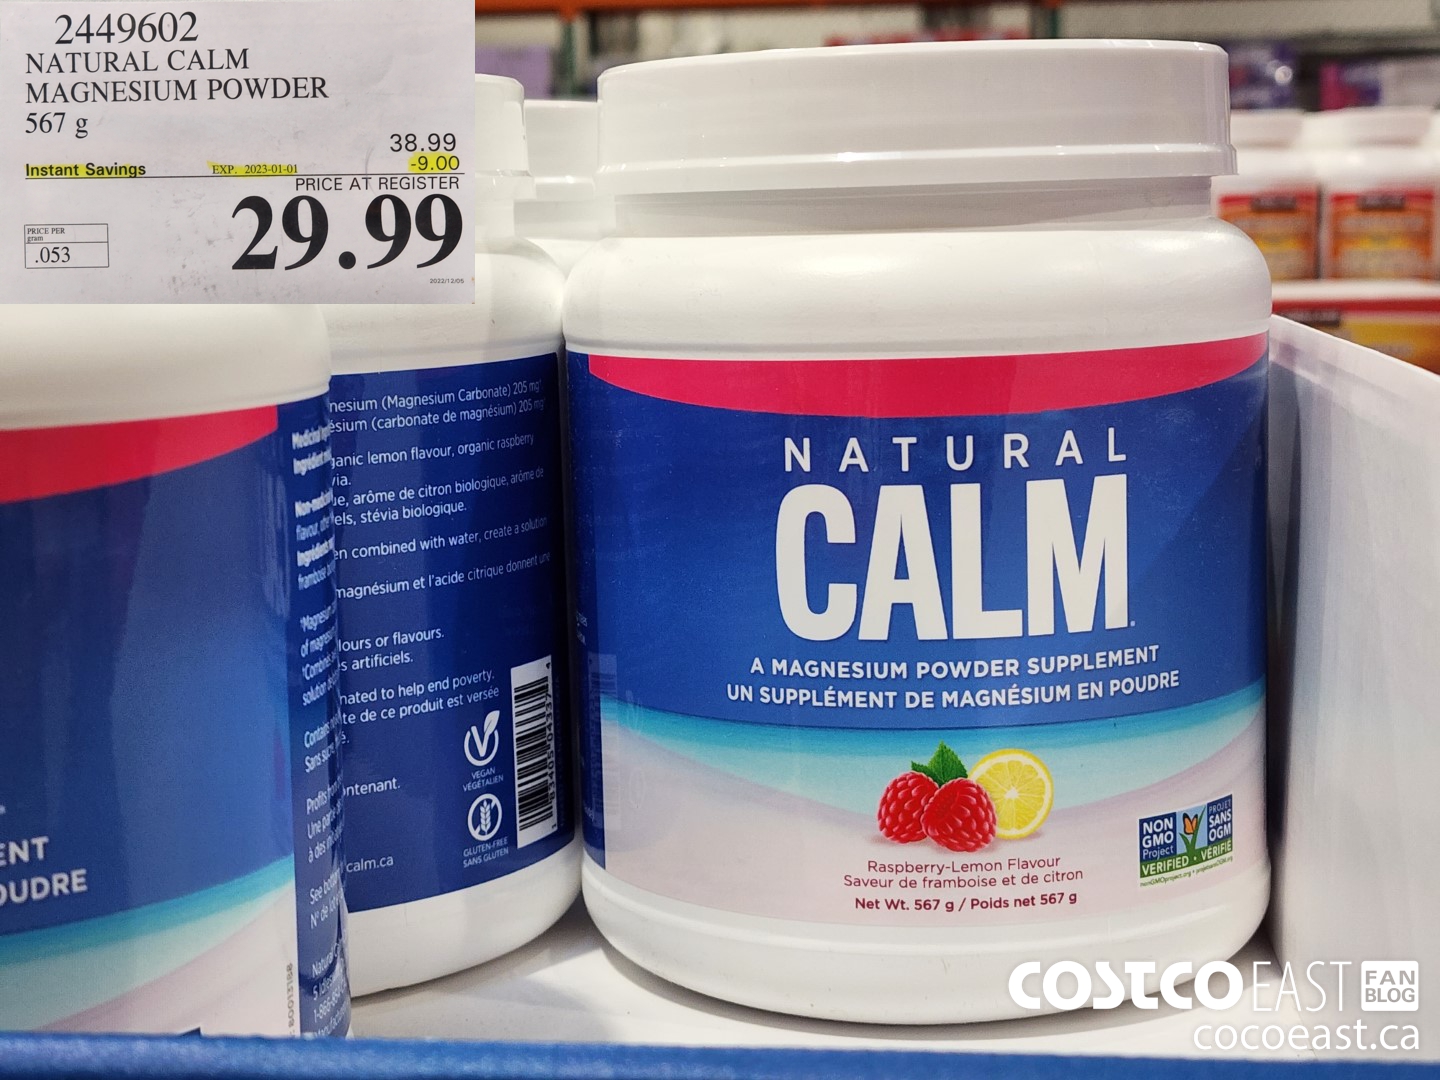 2449602
NATURAL CALM
MAGNESIUM POWDER
567 g
38.99
Instant Savings EXP. 2023-01-01 -9.00
PRICE AT REGISTER
29.99
PRICE PER
gram
.053
2022/12/05
ENT
OUDRE
(Magnesium Carbonate) 205 mg
(carbonate de magnésium) 205 mg
lemon flavour, organic raspberry
via.
arôme de citron biologique, arôme de
els, stévia biologique.
combined with water, create a solution
magnésium et l'acide citrique donnent une
lours or flavours.
s artificiels.
nated to help end poverty.
te de ce produit est versée
ntenant.
calm.ca
VEGAN
VÉGÉTALIEN
GLUTEN-FREE
SANS GLUTEN
NATURAL
CALM
A MAGNESIUM POWDER SUPPLEMENT
UN SUPPLÉMENT DE MAGNÉSIUM EN POUDRE
NON
GMO
Project
VERIFIED
PROJET
SANS
OGM
VÉRIFIÉ
Raspberry-Lemon Flavour
Saveur de framboise et de citron
Net Wt. 567 g / Poids net 567 g
COSTCO EAST FAN BLOG
cocoeast.ca